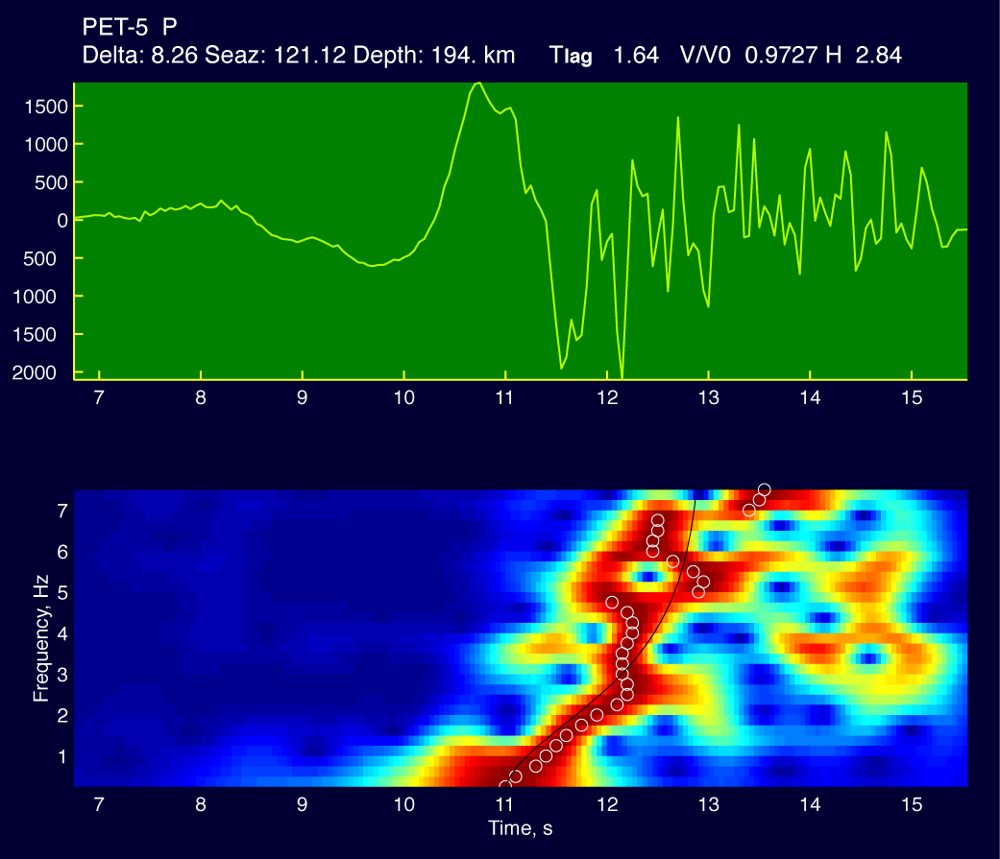 PET-5 P
Delta: 8.26 Seaz: 121.12 Depth: 194. km Tlag 1.64 V/V0 0.9727 H 2.84
1500
1000
500
0
500
1000
1500
2000
7 8 9 10 11 12 13 14 15
7
6
5
4
3
2
1
Frequency, Hz
7 8 9 10 11 12 13 14 15
Time, s